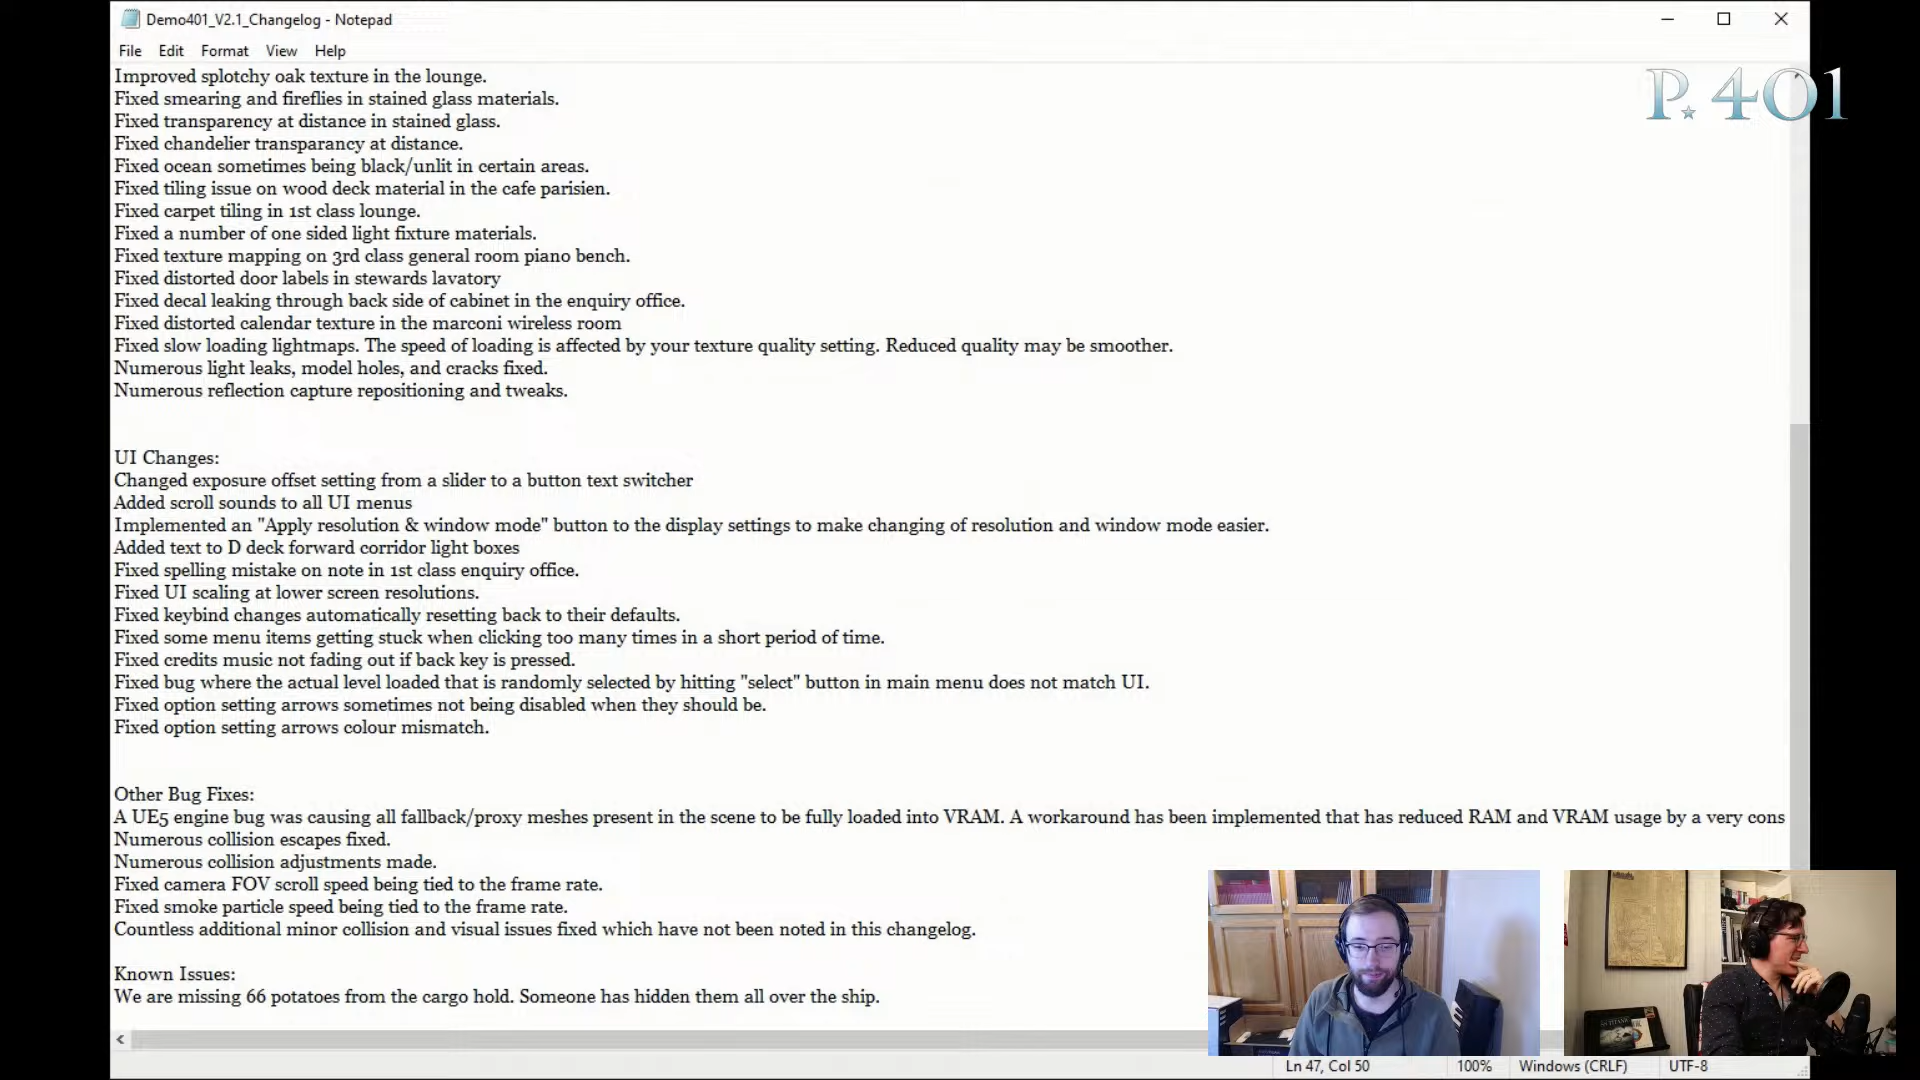 Demo401_V2.1_Changelog - Notepad
File Edit Format View Help
P. 401
Improved splotchy oak texture in the lounge.
Fixed smearing and fireflies in stained glass materials.
Fixed transparency at distance in stained glass.
Fixed chandelier transparancy at distance.
Fixed ocean sometimes being black/unlit in certain areas.
Fixed tiling issue on wood deck material in the cafe parisien.
Fixed carpet tiling in 1st class lounge.
Fixed a number of one sided light fixture materials.
Fixed texture mapping on 3rd class general room piano bench.
Fixed distorted door labels in stewards lavatory
Fixed decal leaking through back side of cabinet in the enquiry office.
Fixed distorted calendar texture in the marconi wireless room
Fixed slow loading lightmaps. The speed of loading is affected by your texture quality setting. Reduced quality may be smoother.
Numerous light leaks, model holes, and cracks fixed.
Numerous reflection capture repositioning and tweaks.
UI Changes:
Changed exposure offset setting from a slider to a button text switcher
Added scroll sounds to all UI menus
Implemented an "Apply resolution & window mode" button to the display settings to make changing of resolution and window mode easier.
Added text to D deck forward corridor light boxes
Fixed spelling mistake on note in 1st class enquiry office.
Fixed UI scaling at lower screen resolutions.
Fixed keybind changes automatically resetting back to their defaults.
Fixed some menu items getting stuck when clicking too many times in a short period of time.
Fixed credits music not fading out if back key is pressed.
Fixed bug where the actual level loaded that is randomly selected by hitting "select" button in main menu does not match UI.
Fixed option setting arrows sometimes not being disabled when they should be.
Fixed option setting arrows colour mismatch.
Other Bug Fixes:
A UE5 engine bug was causing all fallback/proxy meshes present in the scene to be fully loaded into VRAM. A workaround has been implemented that has reduced RAM and VRAM usage by a very cons
Numerous collision escapes fixed.
Numerous collision adjustments made.
Fixed camera FOV scroll speed being tied to the frame rate.
Fixed smoke particle speed being tied to the frame rate.
Countless additional minor collision and visual issues fixed which have not been noted in this changelog.
Known Issues:
We are missing 66 potatoes from the cargo hold. Someone has hidden them all over the ship.
Ln 47, Col 50 100% Windows (CRLF) UTF-8